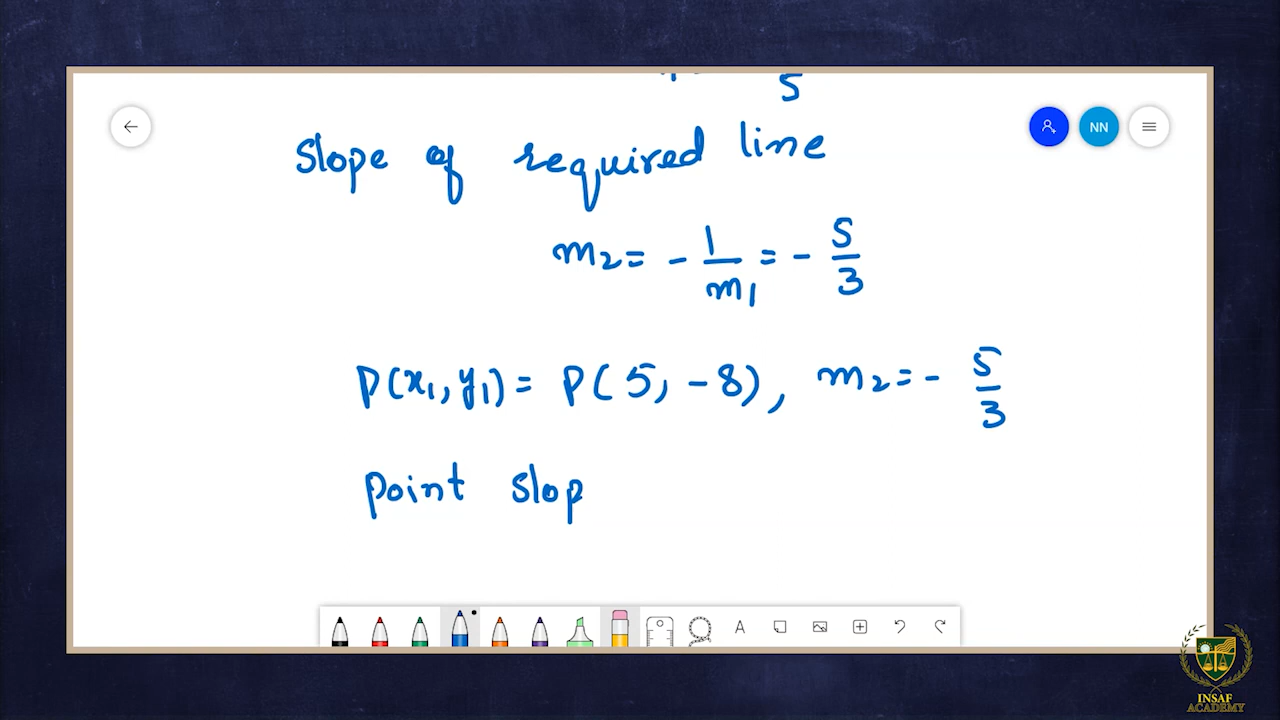 5
Slope of required line
m₂ = - 1/m₁ = - 5/3
P(x₁, y₁) = P(5, -8), m₂ = - 5/3
Point Slop
NN
A
INSAF
ACADEMY